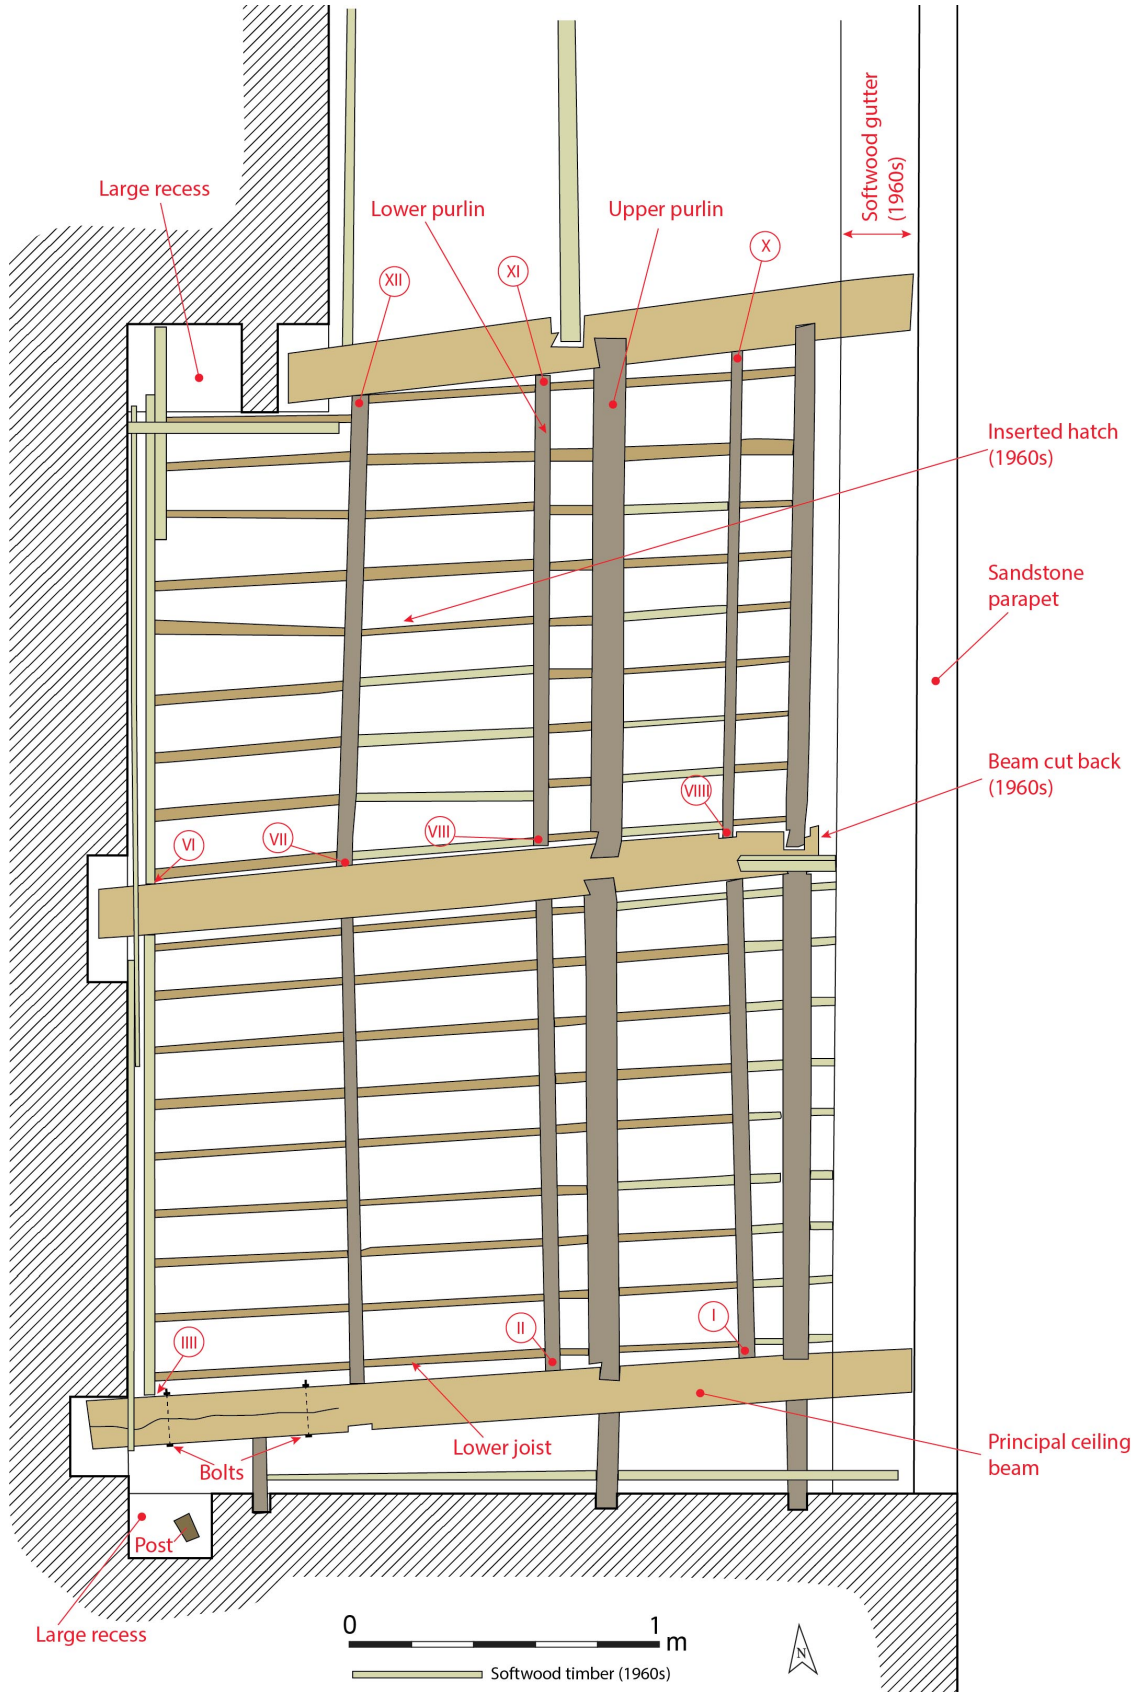 Softwood gutter
(1960s)
Large recess
Lower purlin
Upper purlin
X
XI
XII
Inserted hatch
(1960s)
Sandstone
parapet
Beam cut back
(1960s)
VIIII
VIII
VII
VI
I
II
IIII
Lower joist
Bolts
Principal ceiling
beam
Post
Large recess
0
1
m
N
Softwood timber (1960s)